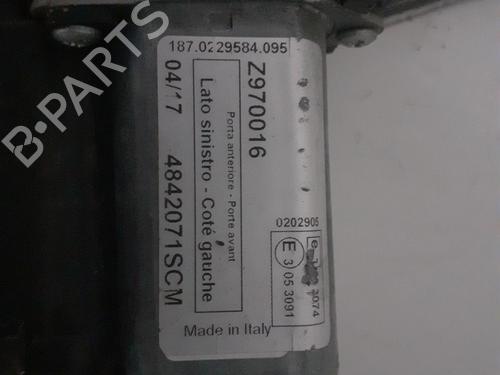 187.0229584.095
Z970016
Porta anteriore - Porte avant
Lato sinistro - Coté gauche
04/17
4842071SCM
0202905
E 3 05 3091
3074
Made in Italy
B-PARTS